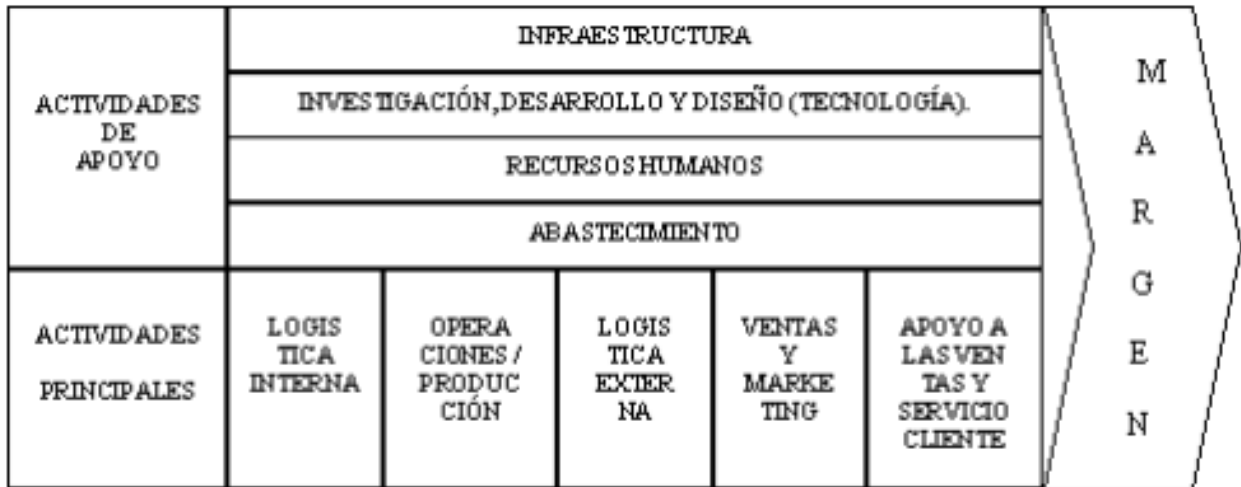 ACTIVIDADES
DE
APOYO
INFRAESTRUCTURA
INVESTIGACIÓN, DESARROLLO Y DISEÑO (TECNOLOGÍA).
RECURSOS HUMANOS
ABASTECIMIENTO
ACTIVIDADES
PRINCIPALES
LOGIS
TICA
INTERNA
OPERA
CIONES /
PRODUC
CIÓN
LOGIS
TICA
EXTER
NA
VENTAS
Y
MARKE
TING
APOYO A
LAS VEN
TAS Y
SERVICIO
CLIENTE
M
A
R
G
E
N